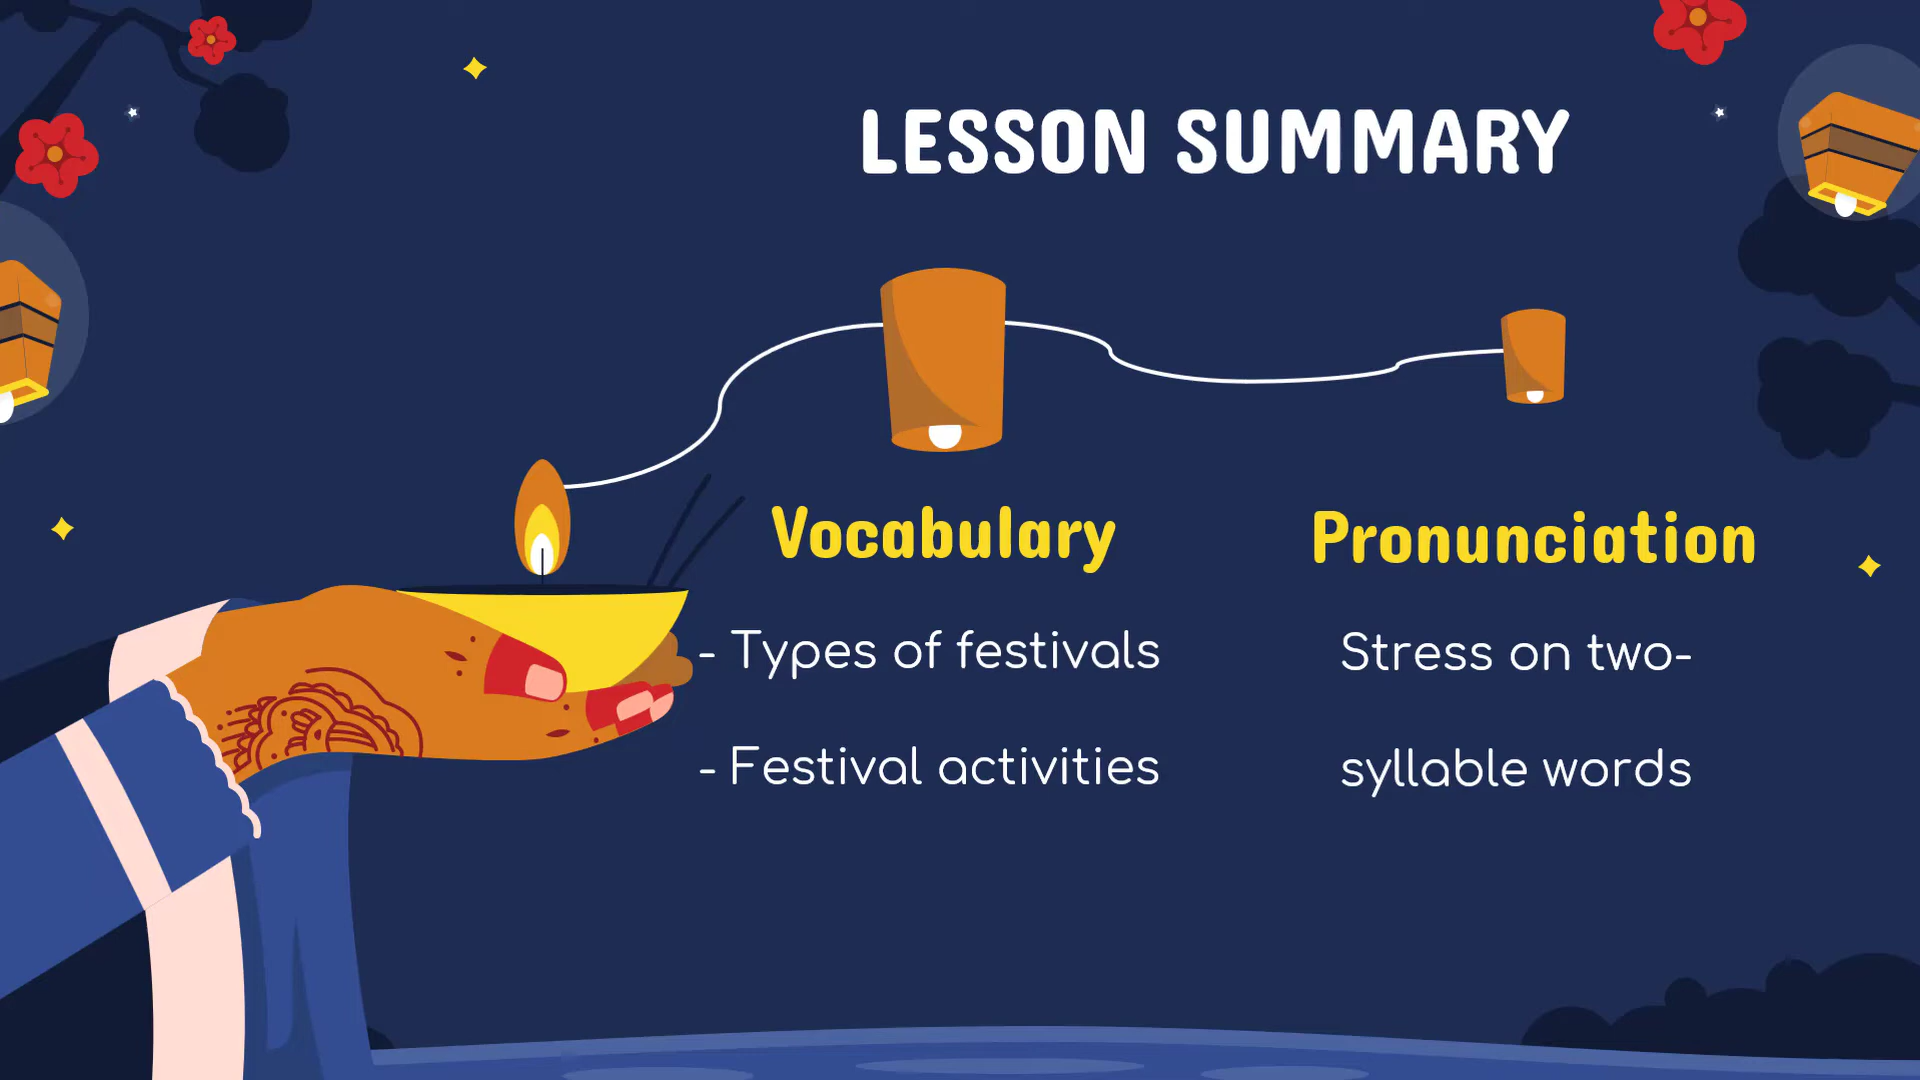 LESSON SUMMARY
Vocabulary
- Types of festivals
- Festival activities
Pronunciation
Stress on two-
syllable words